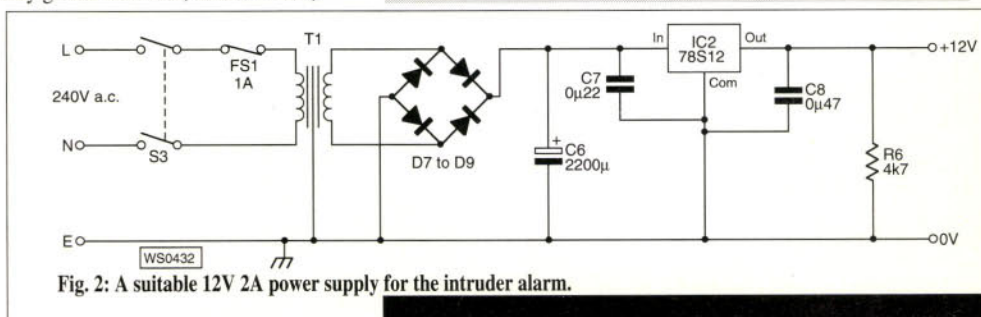 L
FS1
1A
T1
240V a.c.
N
S3
D7 to D9
C6
2200µ
+
C7
0µ22
In
IC2
78S12
Out
Com
C8
0µ47
+12V
R6
4k7
E
WS0432
0V
Fig. 2: A suitable 12V 2A power supply for the intruder alarm.